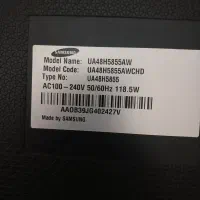 SAMSUNG
Model Name: UA48H5855AW
Model Code: UA48H5855AWCHD
Type No: UA48H5855
AC100-240V 50/60Hz 118.5W
AA0B39JG402427V
Made by SAMSUNG